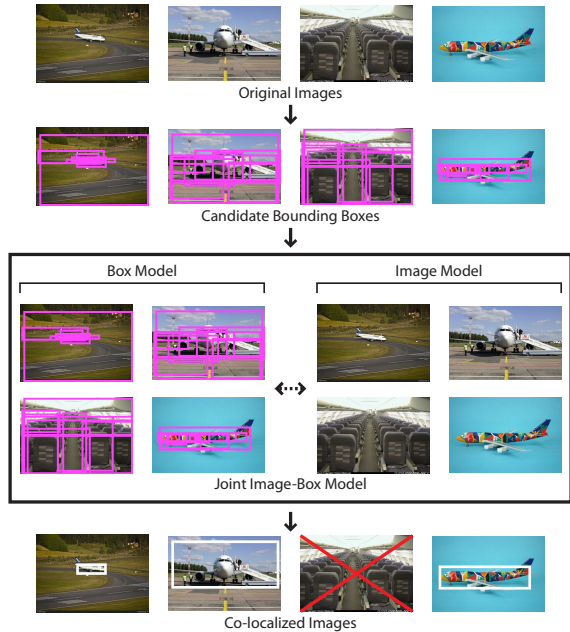 Original Images
Candidate Bounding Boxes
Box Model
Image Model
Joint Image-Box Model
Co-localized Images